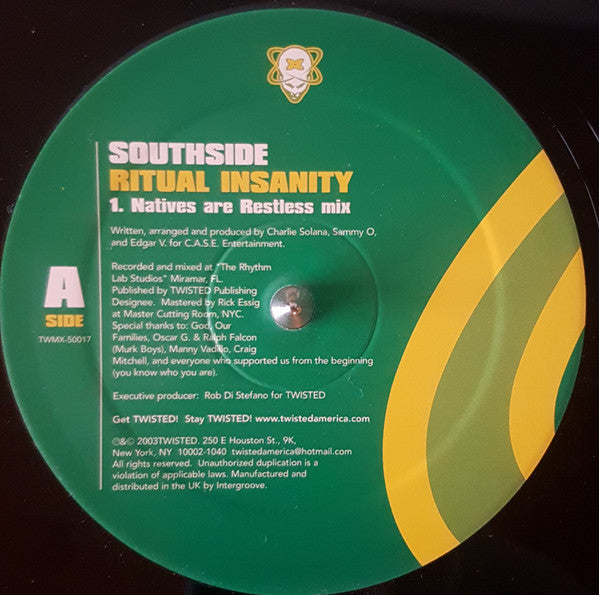 SOUTHSIDE
RITUAL INSANITY
1. Natives are Restless mix
Written, arranged and produced by Charlie Solana, Sammy O,
and Edgar V. for C.A.S.E. Entertainment.
A
SIDE
TWMX-50017
Recorded and mixed at "The Rhythm
Lab Studios" Miramar, FL.
Published by TWISTED Publishing
Designee. Mastered by Rick Essig
at Master Cutting Room, NYC.
Special thanks to: God, Our
Families, Oscar G. & Ralph Falcon
(Murk Boys), Manny Vadillo, Craig
Mitchell, and everyone who supported us from the beginning
(you know who you are).
Executive producer: Rob Di Stefano for TWISTED
Get TWISTED! Stay TWISTED! www.twistedamerica.com
℗&© 2003TWISTED. 250 E Houston St., 9K,
New York, NY 10002-1040 twistedamerica@hotmail.com
All rights reserved. Unauthorized duplication is a
violation of applicable laws. Manufactured and
distributed in the UK by Intergroove.